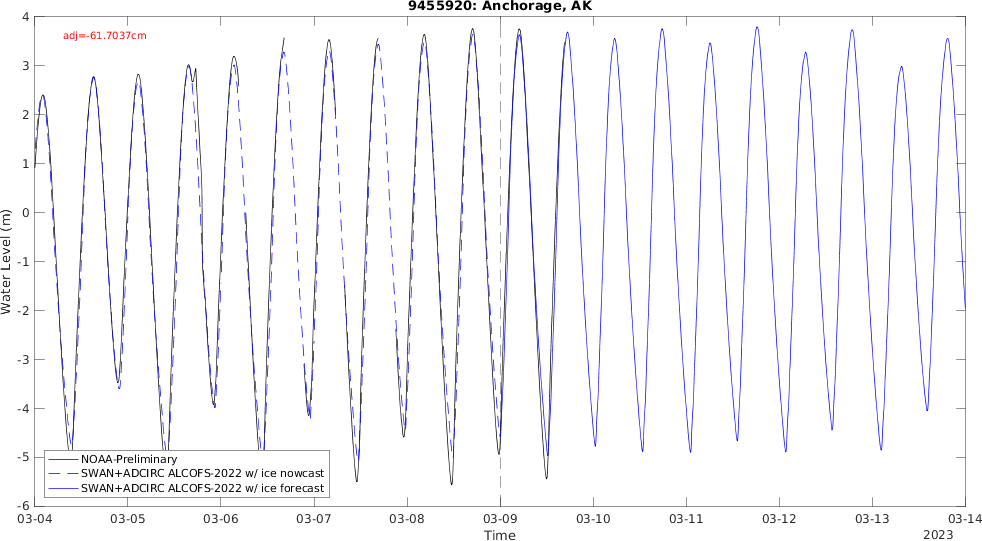 9455920: Anchorage, AK
adj=-61.7037cm
4
3
2
1
0
-1
-2
-3
-4
-5
-6
Water Level (m)
NOAA-Preliminary
SWAN+ADCIRC ALCOFS-2022 w/ ice nowcast
SWAN+ADCIRC ALCOFS-2022 w/ ice forecast
03-04 03-05 03-06 03-07 03-08 03-09 03-10 03-11 03-12 03-13 03-14
Time
2023